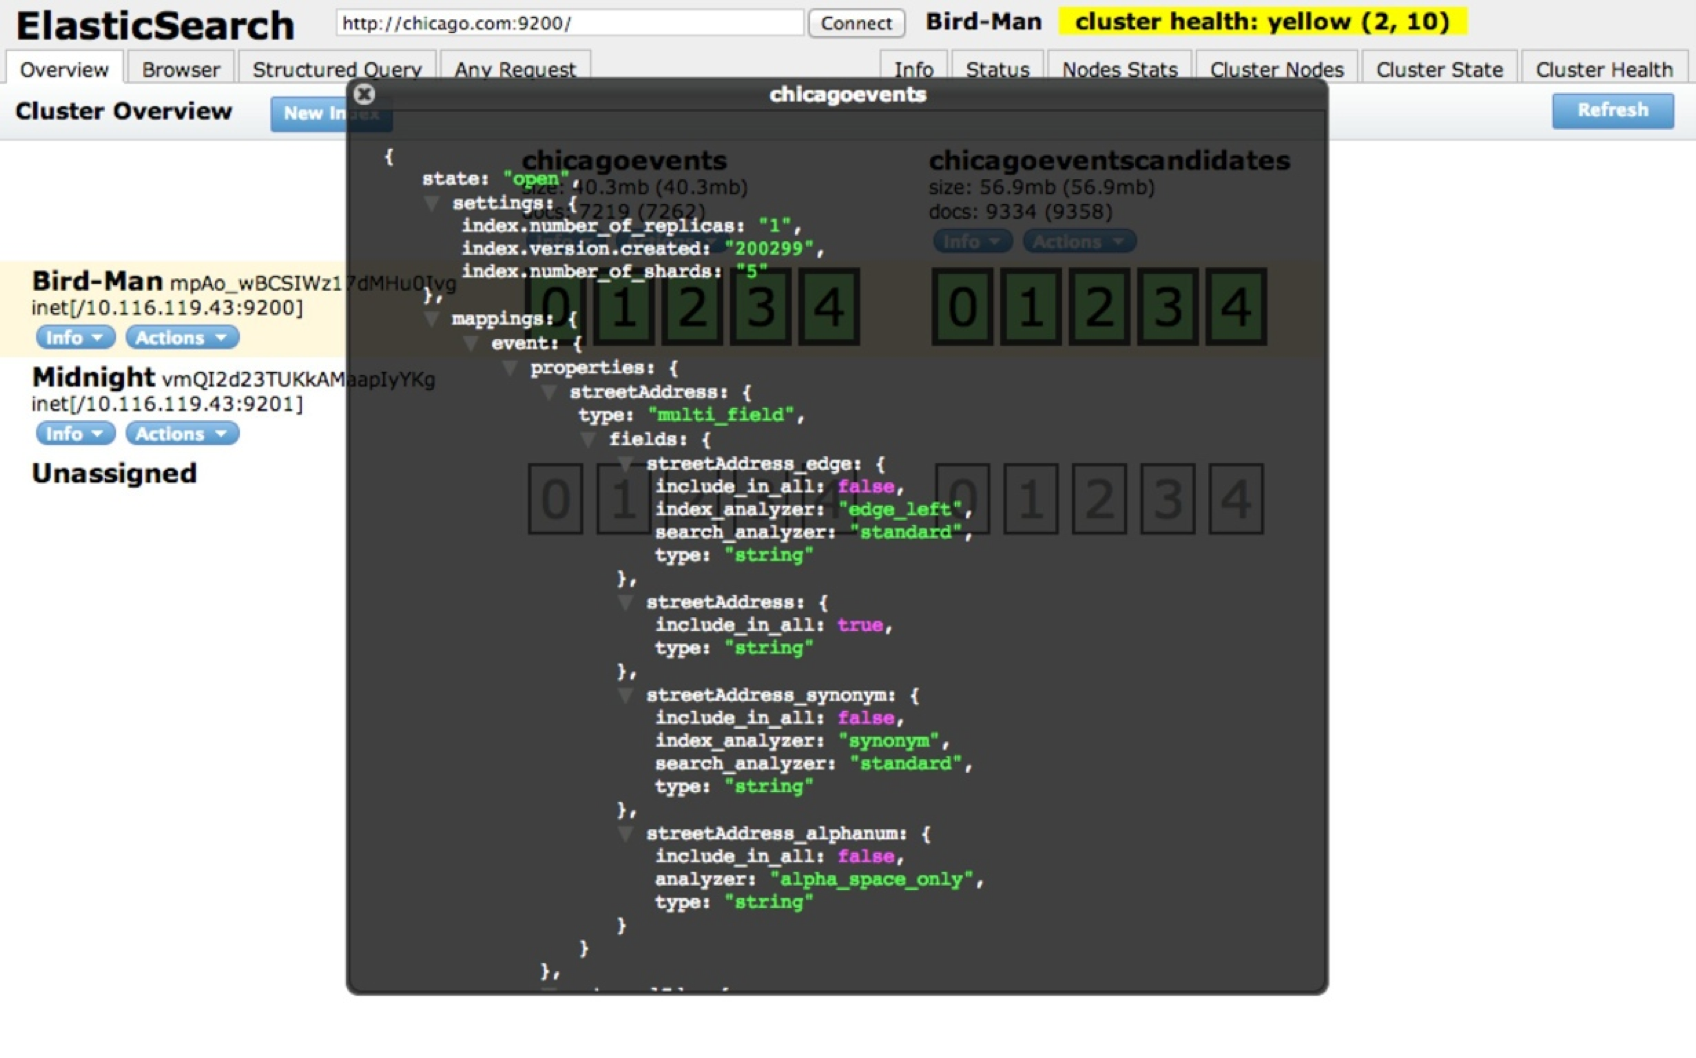 ElasticSearch http://chicago.com:9200/ Connect Bird-Man cluster health: yellow (2, 10)
Overview Browser Structured Query Any Request Info Status Nodes Stats Cluster Nodes Cluster State Cluster Health
Cluster Overview New Index Refresh
chicagoevents
chicagoevents
size: 40.3mb (40.3mb)
docs: 7219 (7262)
chicagoeventscandidates
size: 56.9mb (56.9mb)
docs: 9334 (9358)
Info Actions
Bird-Man mpAo_wBCSIWz17dMHu0Ivg
inet[/10.116.119.43:9200]
Info Actions
0 1 2 3 4 0 1 2 3 4
Midnight vmQI2d23TUKkAMaapIyYKg
inet[/10.116.119.43:9201]
Info Actions
Unassigned
0 1 2 3 4 0 1 2 3 4
{
state: "open",
settings: {
index.number_of_replicas: "1",
index.version.created: "200299",
index.number_of_shards: "5"
},
mappings: {
event: {
properties: {
streetAddress: {
type: "multi_field",
fields: {
streetAddress_edge: {
include_in_all: false,
index_analyzer: "edge_left",
search_analyzer: "standard",
type: "string"
},
streetAddress: {
include_in_all: true,
type: "string"
},
streetAddress_synonym: {
include_in_all: false,
index_analyzer: "synonym",
search_analyzer: "standard",
type: "string"
},
streetAddress_alphanum: {
include_in_all: false,
analyzer: "alpha_space_only",
type: "string"
}
}
},